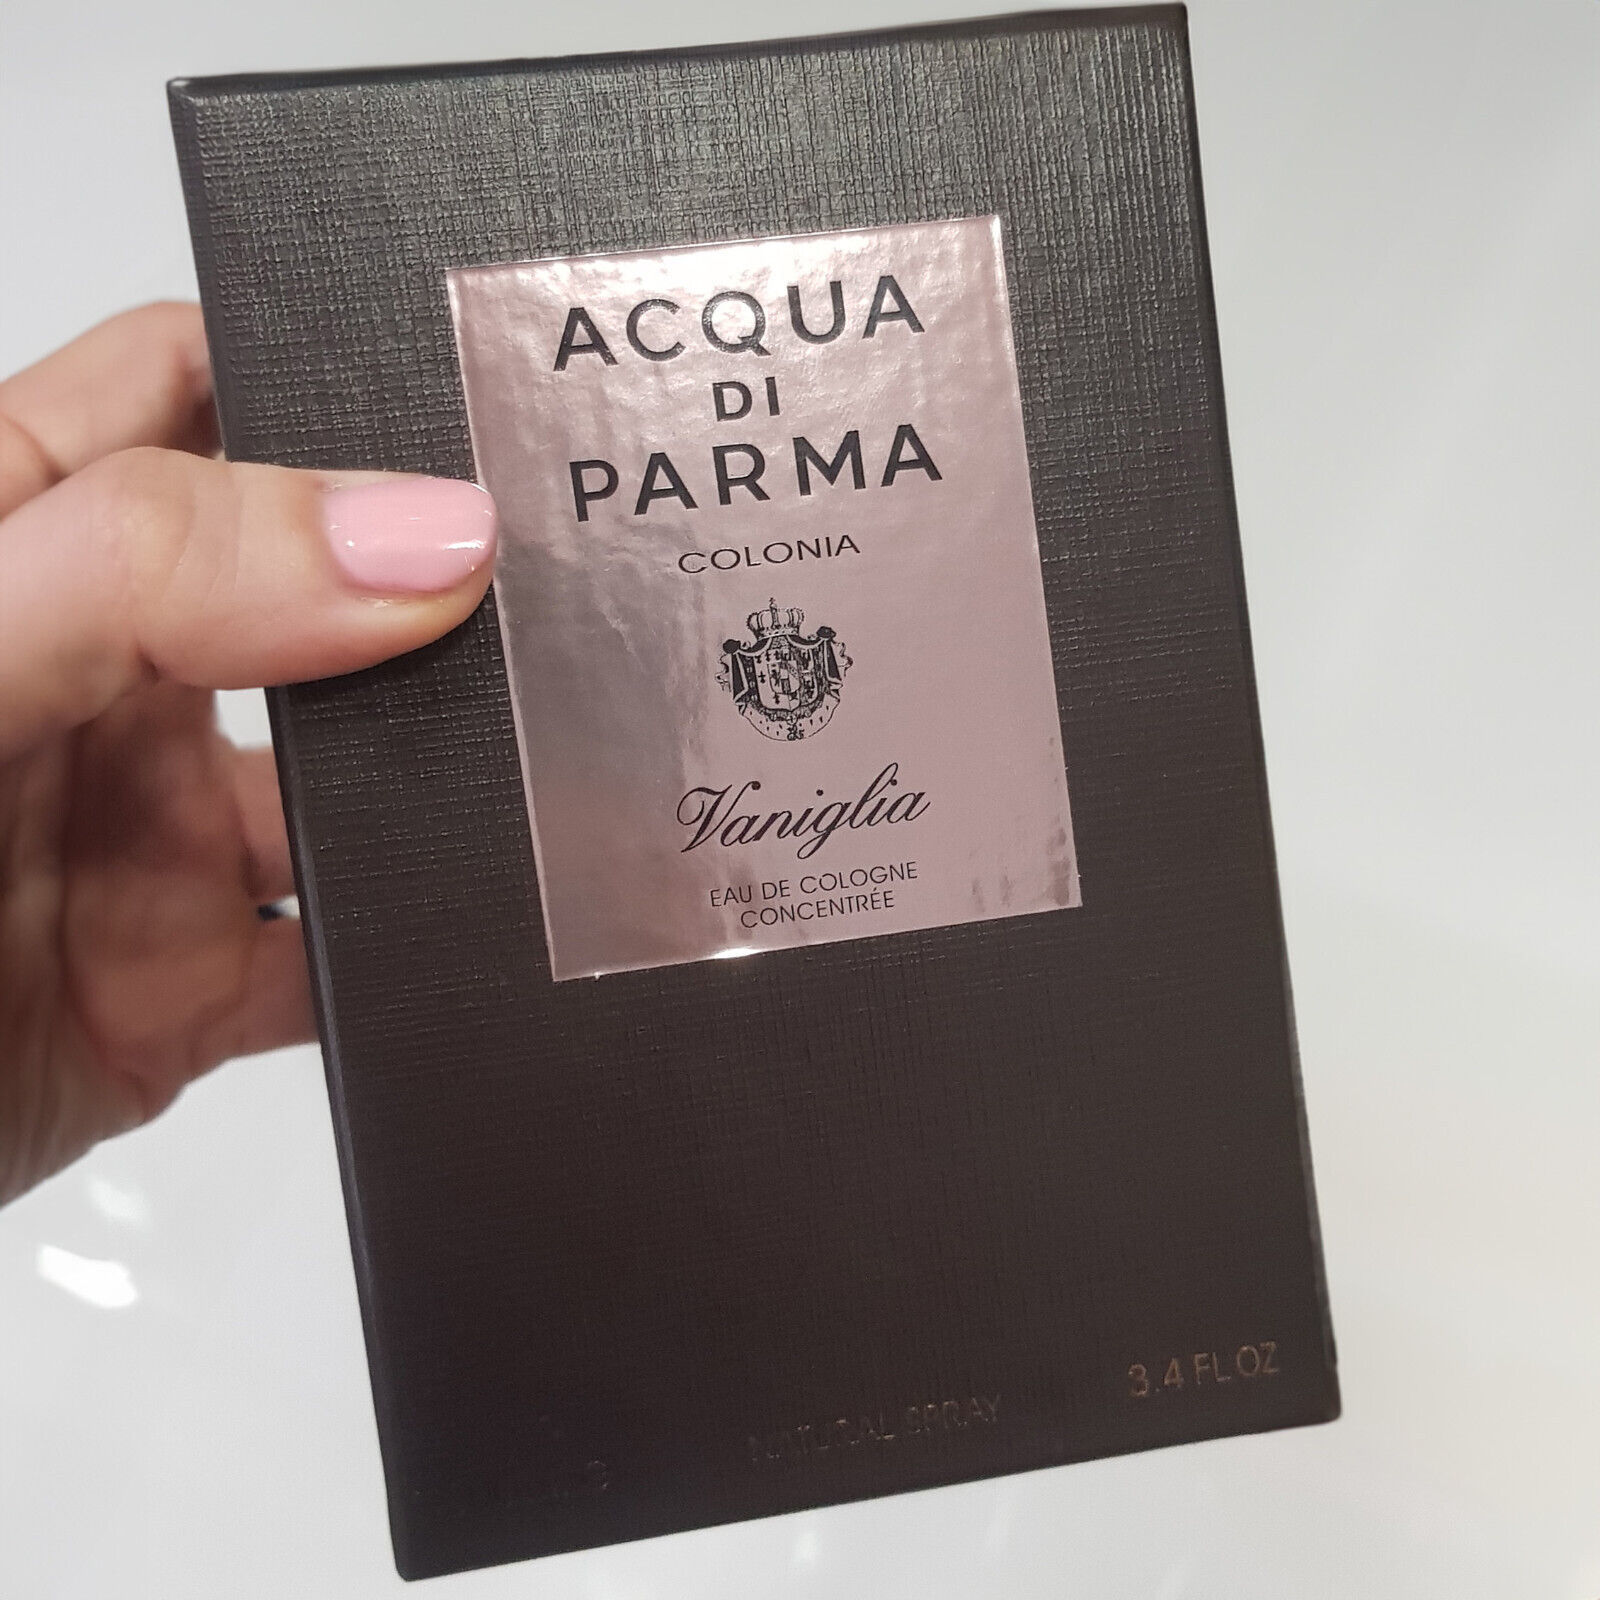 ACQUA
DI
PARMA
COLONIA
Vaniglia
EAU DE COLOGNE
CONCENTRÉE
NATURAL SPRAY
3.4 FL OZ